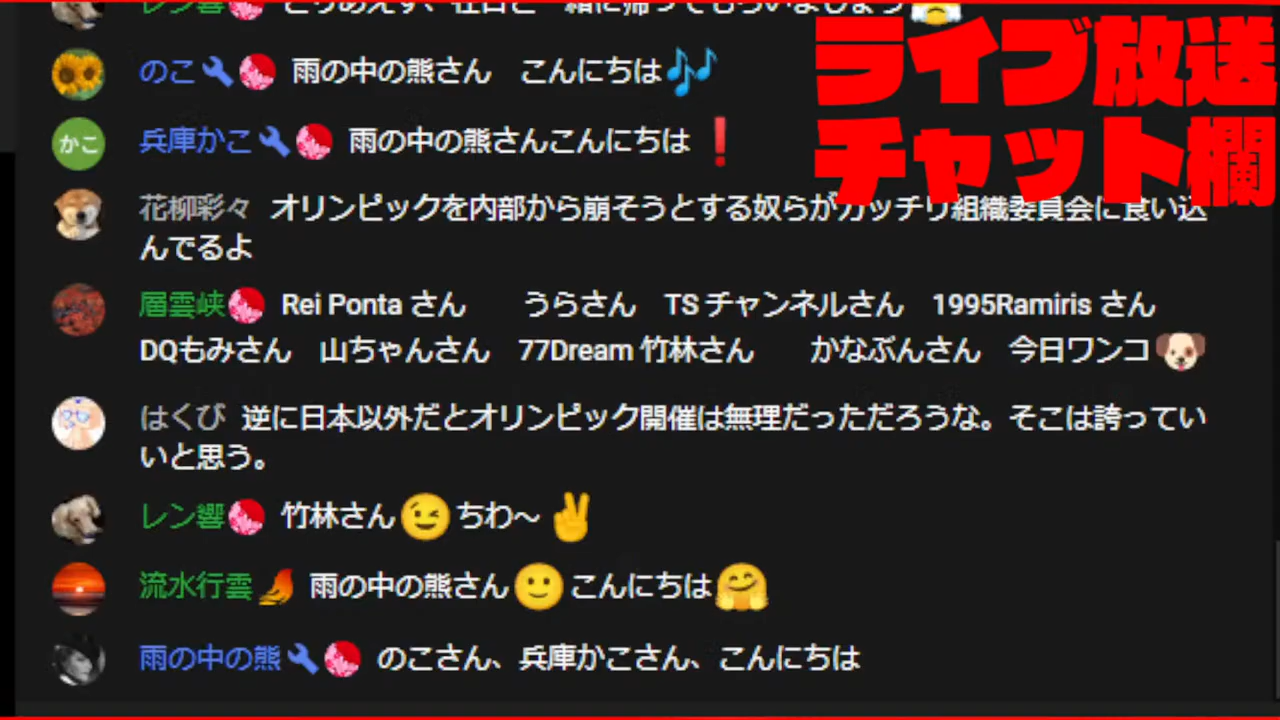 レン響
のこ 雨の中の熊さん　こんにちは🎶
兵庫かこ 雨の中の熊さんこんにちは❗
かこ
花柳彩々 オリンピックを内部から崩そうとする奴らがガッチリ組織委員会に食い込
んでるよ
層雲峡 Rei Ponta さん　　うらさん　TS チャンネルさん　1995Ramiris さん
DQもみさん　山ちゃんさん　77Dream 竹林さん　　かなぶんさん　今日ワンコ🐶
はくび 逆に日本以外だとオリンピック開催は無理だっただろうな。そこは誇ってい
いと思う。
レン響 竹林さん😉ちわ〜✌
流水行雲 雨の中の熊さん🙂こんにちは🤗
雨の中の熊 のこさん、兵庫かこさん、こんにちは
ライブ放送
チャット欄